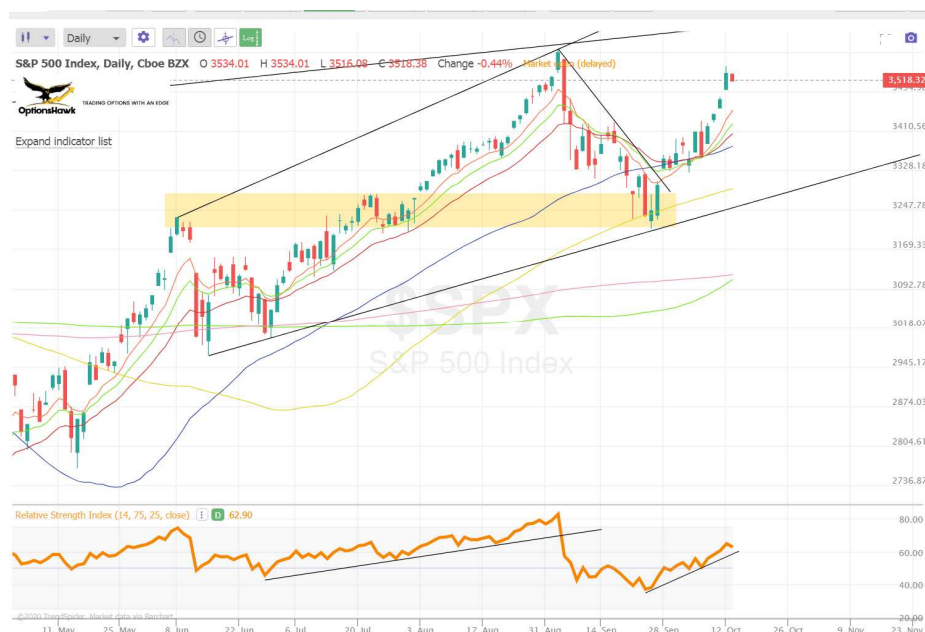 Daily
Log
S&P 500 Index, Daily, Cboe BZX O 3534.01 H 3534.01 L 3516.08 C 3518.38 Change -0.44% (delayed)
3,518.32
OptionsHawk
TRADING OPTIONS WITH AN EDGE
3410.56
Expand indicator list
3328.18
3247.78
3169.33
3092.78
$SPX
3018.07
S&P 500 Index
2945.17
2874.03
2804.61
2736.87
Relative Strength Index (14, 75, 25, close) D 62.90
80.00
60.00
40.00
©2020 TrendSpider. Market data via Barchart
20.00
11. May 25. May 8 Jun 22 Jun 6 Jul 20 Jul 3 Aug 17 Aug 31 Aug 14 Sep 28 Sep 12 Oct 26 Oct 9 Nov 23 Nov